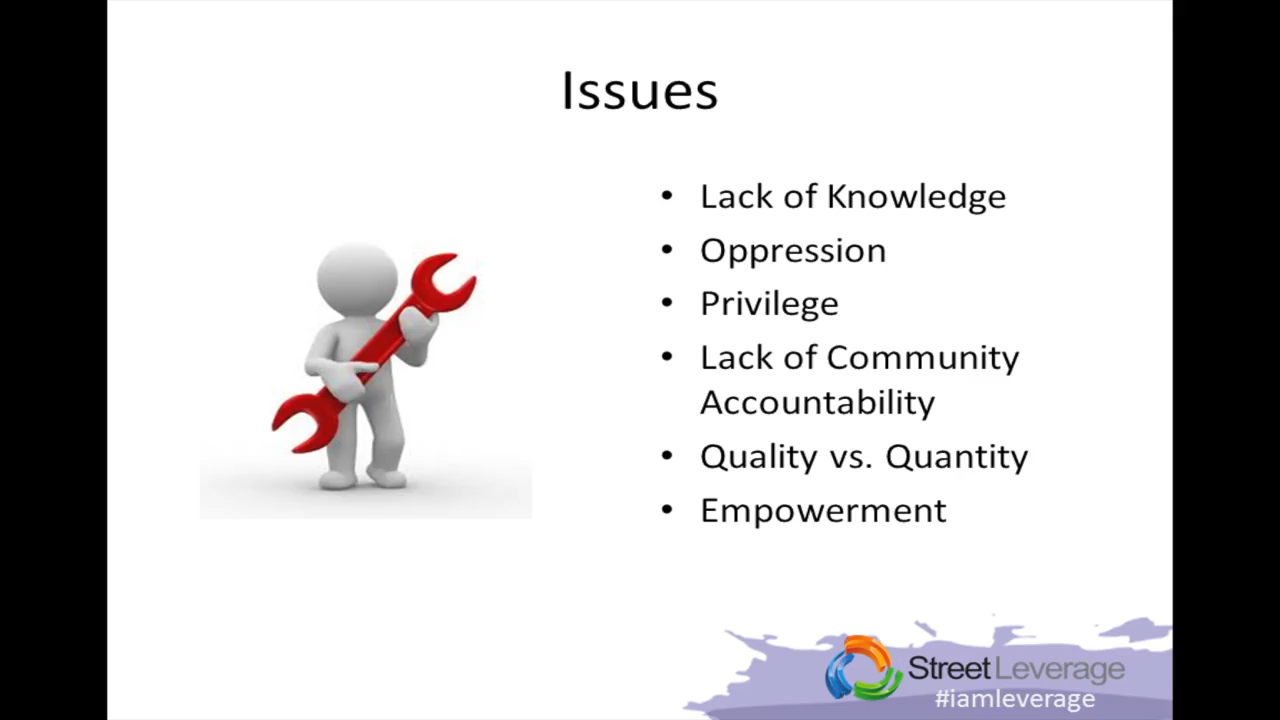 Issues
• Lack of Knowledge
• Oppression
• Privilege
• Lack of Community
Accountability
• Quality vs. Quantity
• Empowerment
StreetLeverage
#iamleverage